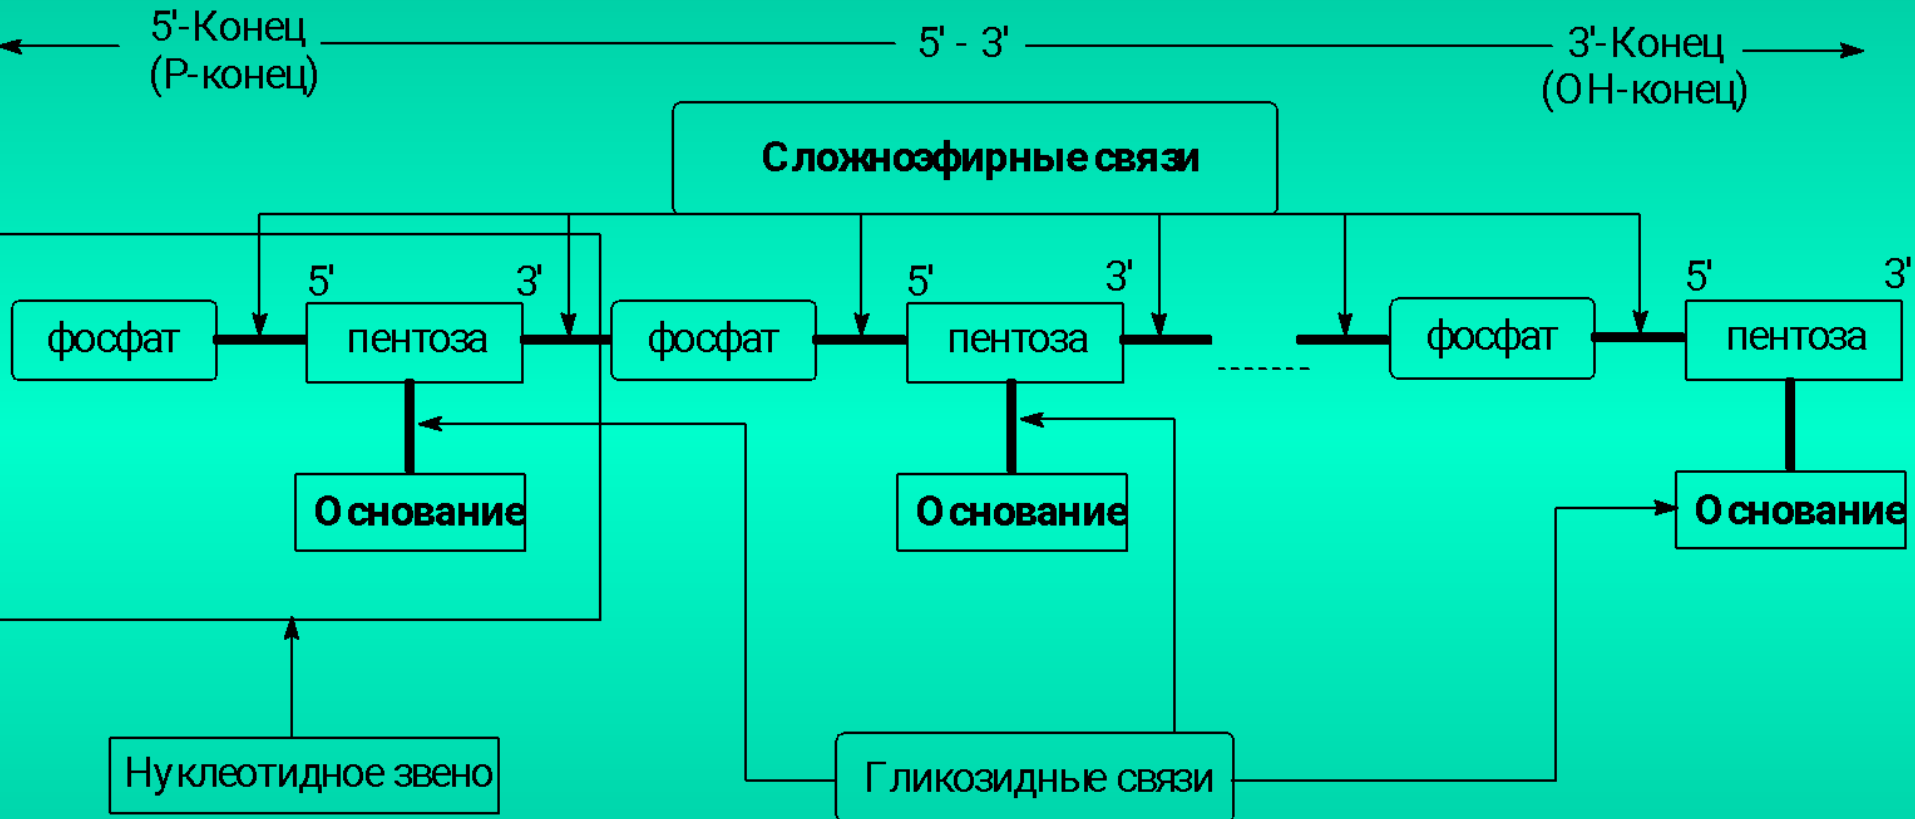 5'-Конец
(Р-конец)
5' - 3'
3'-Конец
(ОН-конец)
Сложноэфирные связи
5' 3' 5' 3' 5' 3'
фосфат пентоза фосфат пентоза фосфат пентоза
Основание Основание Основание
Нуклеотидное звено
Гликозидные связи